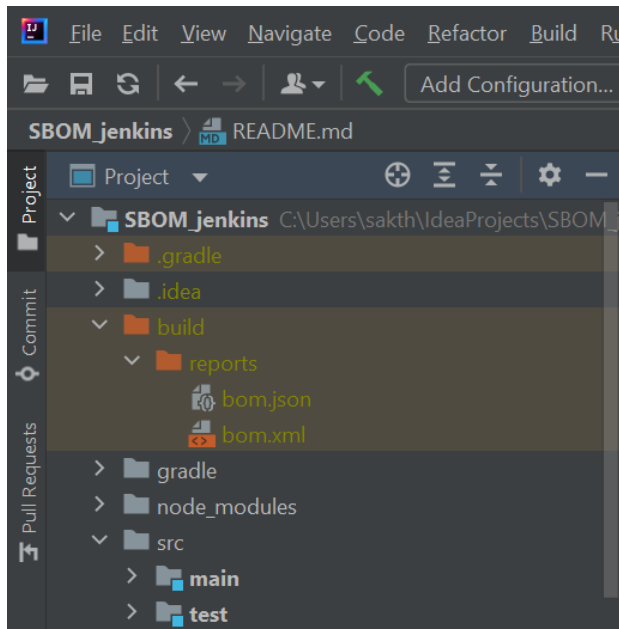 File Edit View Navigate Code Refactor Build
Add Configuration...
SBOM_jenkins README.md
Project
Project
SBOM_jenkins C:\Users\sakth\IdeaProjects\SBOM_j
.gradle
.idea
Commit
build
reports
bom.json
bom.xml
Pull Requests
gradle
node_modules
src
main
test